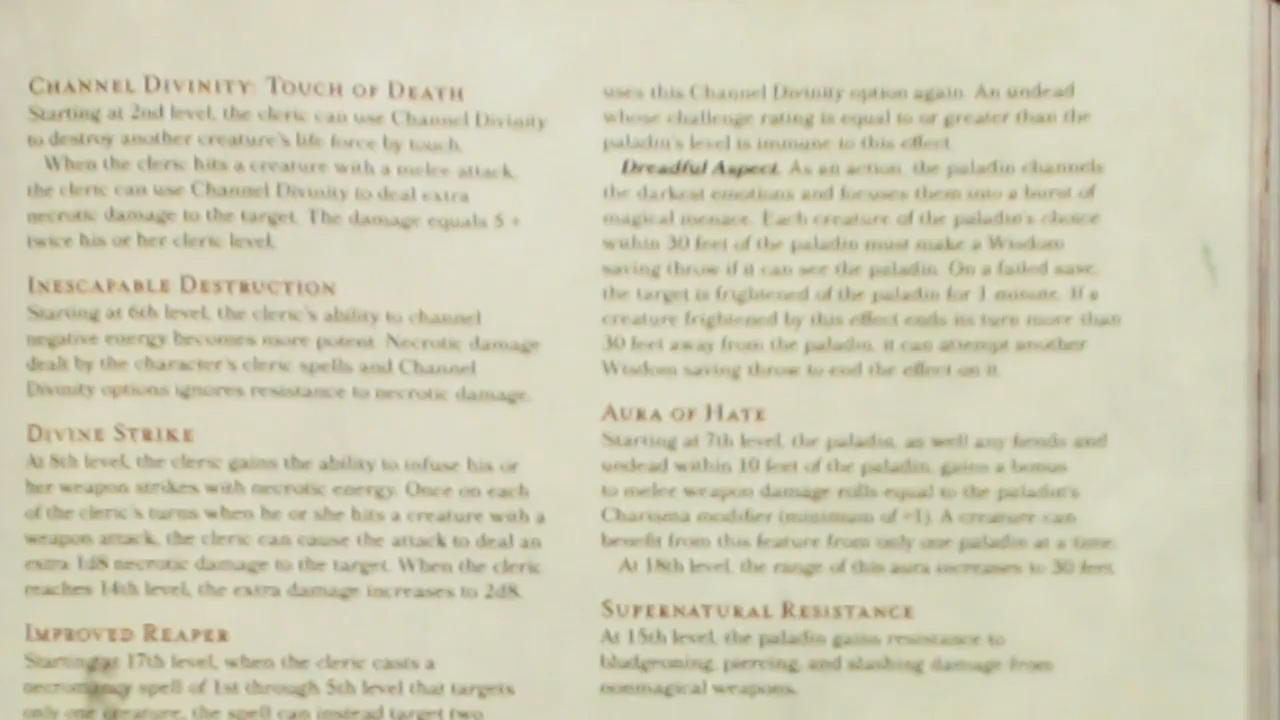 CHANNEL DIVINITY: TOUCH OF DEATH
Starting at 2nd level, the cleric can use Channel Divinity
to destroy another creature's life force by touch.
When the cleric hits a creature with a melee attack,
the cleric can use Channel Divinity to deal extra
necrotic damage to the target. The damage equals 5 +
twice his or her cleric level.
INESCAPABLE DESTRUCTION
Starting at 6th level, the cleric's ability to channel
negative energy becomes more potent. Necrotic damage
dealt by the character's cleric spells and Channel
Divinity options ignores resistance to necrotic damage.
DIVINE STRIKE
At 8th level, the cleric gains the ability to infuse his or
her weapon strikes with necrotic energy. Once on each
of the cleric's turns when he or she hits a creature with a
weapon attack, the cleric can cause the attack to deal an
extra 1d8 necrotic damage to the target. When the cleric
reaches 14th level, the extra damage increases to 2d8.
IMPROVED REAPER
Starting at 17th level, when the cleric casts a
necromancy spell of 1st through 5th level that targets
only one creature, the spell can instead target two
uses this Channel Divinity option again. An undead
whose challenge rating is equal to or greater than the
paladin's level is immune to this effect.
Dreadful Aspect. As an action, the paladin channels
the darkest emotions and focuses them into a burst of
magical menace. Each creature of the paladin's choice
within 30 feet of the paladin must make a Wisdom
saving throw if it can see the paladin. On a failed save,
the target is frightened of the paladin for 1 minute. If a
creature frightened by this effect ends its turn more than
30 feet away from the paladin, it can attempt another
Wisdom saving throw to end the effect on it.
AURA OF HATE
Starting at 7th level, the paladin, as well any fiends and
undead within 10 feet of the paladin, gains a bonus
to melee weapon damage rolls equal to the paladin's
Charisma modifier (minimum of +1). A creature can
benefit from this feature from only one paladin at a time.
At 18th level, the range of this aura increases to 30 feet.
SUPERNATURAL RESISTANCE
At 15th level, the paladin gains resistance to
bludgeoning, piercing, and slashing damage from
nonmagical weapons.